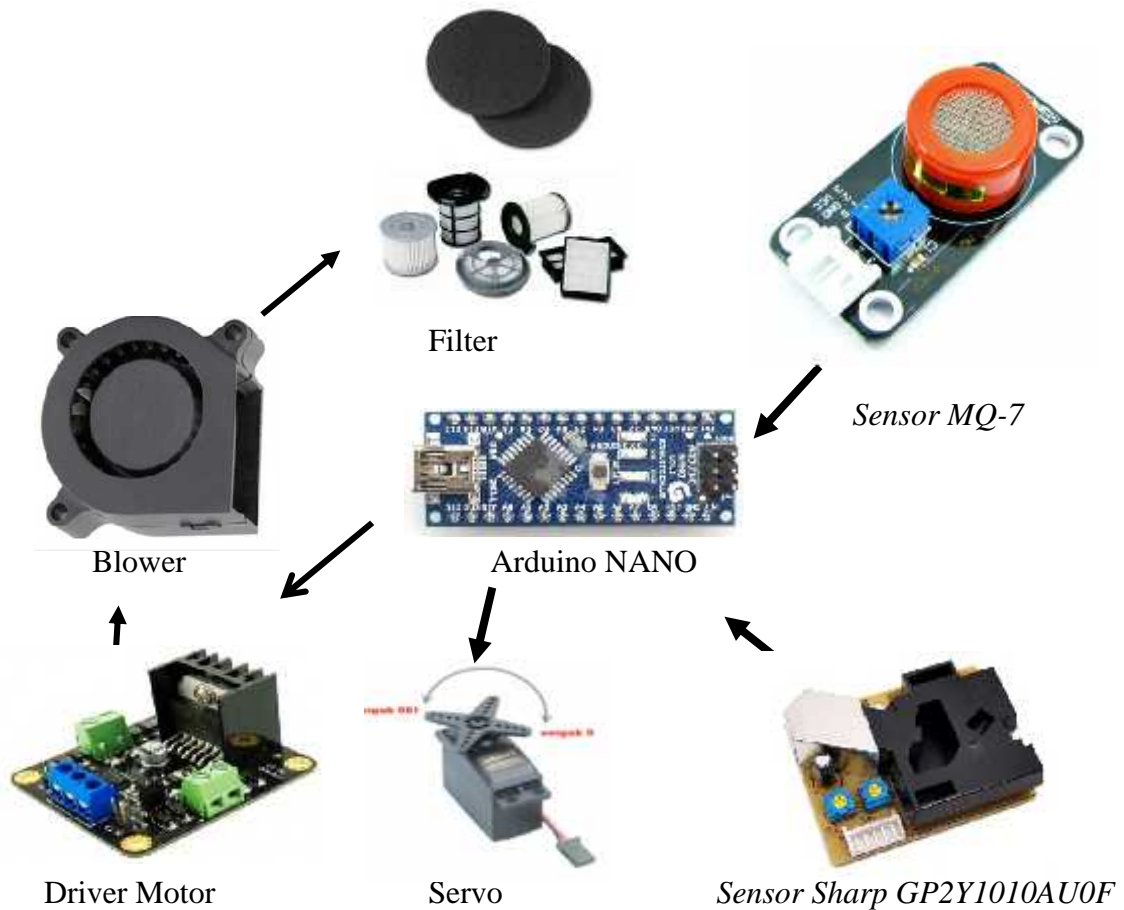 Filter
Sensor MQ-7
Blower
Arduino NANO
Driver Motor
Servo
Sensor Sharp GP2Y1010AU0F